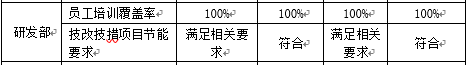 研发部
员工培训覆盖率 100% 100% 100% 100%
技改技措项目节能要求 满足相关要求 符合 满足相关要求 符合